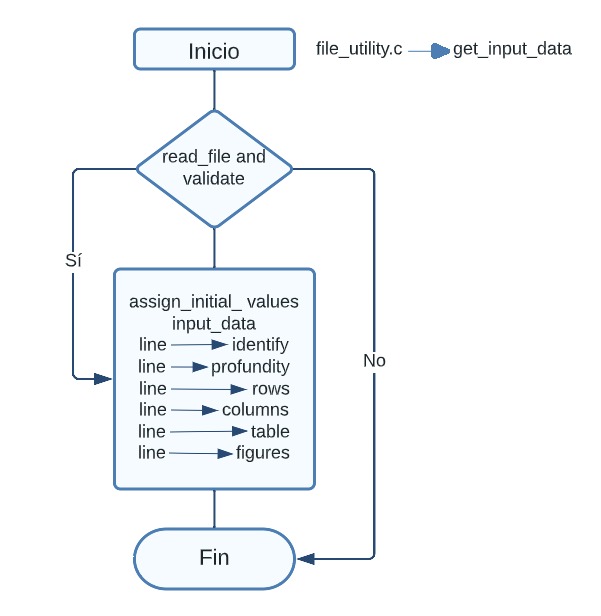 Inicio
file_utility.c get_input_data
read_file and
validate
Sí
assign_initial_ values
input_data
line identify
line profundity
line rows
line columns
line table
line figures
No
Fin